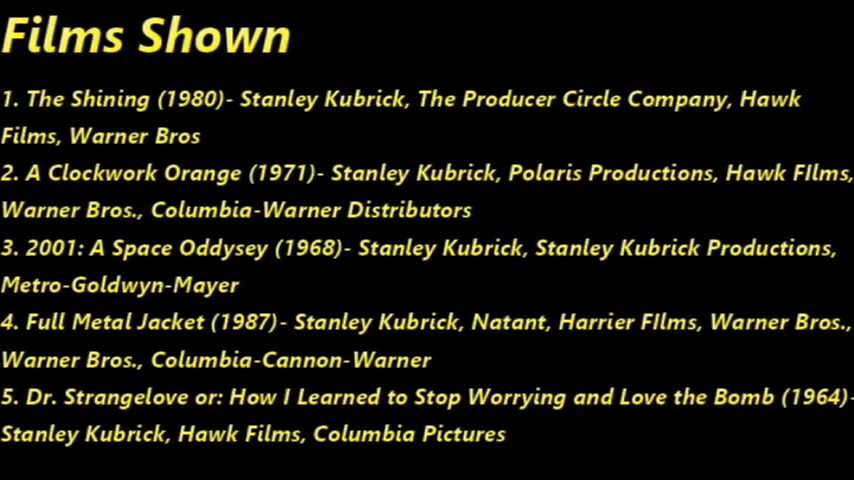 Films Shown
1. The Shining (1980)- Stanley Kubrick, The Producer Circle Company, Hawk
Films, Warner Bros
2. A Clockwork Orange (1971)- Stanley Kubrick, Polaris Productions, Hawk FIlms,
Warner Bros., Columbia-Warner Distributors
3. 2001: A Space Oddysey (1968)- Stanley Kubrick, Stanley Kubrick Productions,
Metro-Goldwyn-Mayer
4. Full Metal Jacket (1987)- Stanley Kubrick, Natant, Harrier FIlms, Warner Bros.,
Warner Bros., Columbia-Cannon-Warner
5. Dr. Strangelove or: How I Learned to Stop Worrying and Love the Bomb (1964)-
Stanley Kubrick, Hawk Films, Columbia Pictures